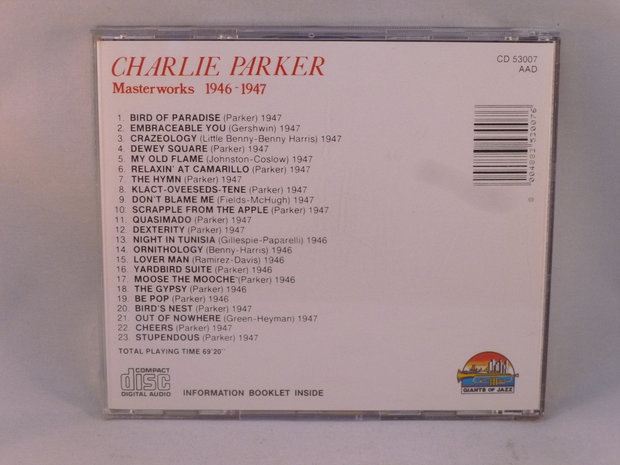 CHARLIE PARKER
Masterworks 1946-1947
CD 53007
AAD
1. BIRD OF PARADISE (Parker) 1947
2. EMBRACEABLE YOU (Gershwin) 1947
3. CRAZEOLOGY (Little Benny-Benny Harris) 1947
4. DEWEY SQUARE (Parker) 1947
5. MY OLD FLAME (Johnston-Coslow) 1947
6. RELAXIN' AT CAMARILLO (Parker) 1947
7. THE HYMN (Parker) 1947
8. KLACT-OVEESEDS-TENE (Parker) 1947
9. DON'T BLAME ME (Fields-McHugh) 1947
10. SCRAPPLE FROM THE APPLE (Parker) 1947
11. QUASIMADO (Parker) 1947
12. DEXTERITY (Parker) 1947
13. NIGHT IN TUNISIA (Gillespie-Paparelli) 1946
14. ORNITHOLOGY (Benny-Harris) 1946
15. LOVER MAN (Ramirez-Davis) 1946
16. YARDBIRD SUITE (Parker) 1946
17. MOOSE THE MOOCHE (Parker) 1946
18. THE GYPSY (Parker) 1946
19. BE POP (Parker) 1946
20. BIRD'S NEST (Parker) 1947
21. OUT OF NOWHERE (Green-Heyman) 1947
22. CHEERS (Parker) 1947
23. STUPENDOUS (Parker) 1947
TOTAL PLAYING TIME 69'20"
COMPACT
disc
DIGITAL AUDIO
INFORMATION BOOKLET INSIDE
GIANTS OF JAZZ